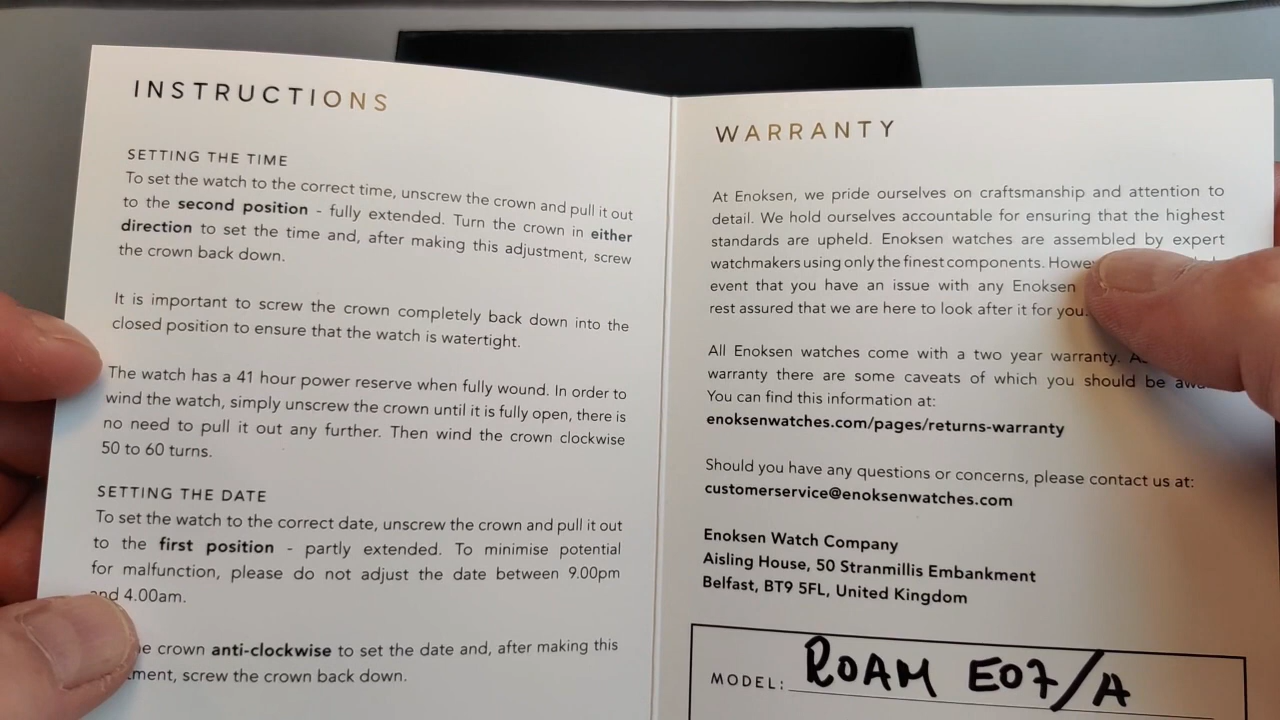 INSTRUCTIONS
SETTING THE TIME
To set the watch to the correct time, unscrew the crown and pull it out
to the second position - fully extended. Turn the crown in either
direction to set the time and, after making this adjustment, screw
the crown back down.
It is important to screw the crown completely back down into the
closed position to ensure that the watch is watertight.
The watch has a 41 hour power reserve when fully wound. In order to
wind the watch, simply unscrew the crown until it is fully open, there is
no need to pull it out any further. Then wind the crown clockwise
50 to 60 turns.
SETTING THE DATE
To set the watch to the correct date, unscrew the crown and pull it out
to the first position - partly extended. To minimise potential
for malfunction, please do not adjust the date between 9.00pm
and 4.00am.
crown anti-clockwise to set the date and, after making this
screw the crown back down.
WARRANTY
At Enoksen, we pride ourselves on craftsmanship and attention to
detail. We hold ourselves accountable for ensuring that the highest
standards are upheld. Enoksen watches are assembled by expert
watchmakers using only the finest components.
event that you have an issue with any Enoksen
rest assured that we are here to look after it for you.
All Enoksen watches come with a two year warranty.
warranty there are some caveats of which you should be
You can find this information at:
enoksenwatches.com/pages/returns-warranty
Should you have any questions or concerns, please contact us at:
customerservice@enoksenwatches.com
Enoksen Watch Company
Aisling House, 50 Stranmillis Embankment
Belfast, BT9 5FL, United Kingdom
MODEL: ROAM E07/A